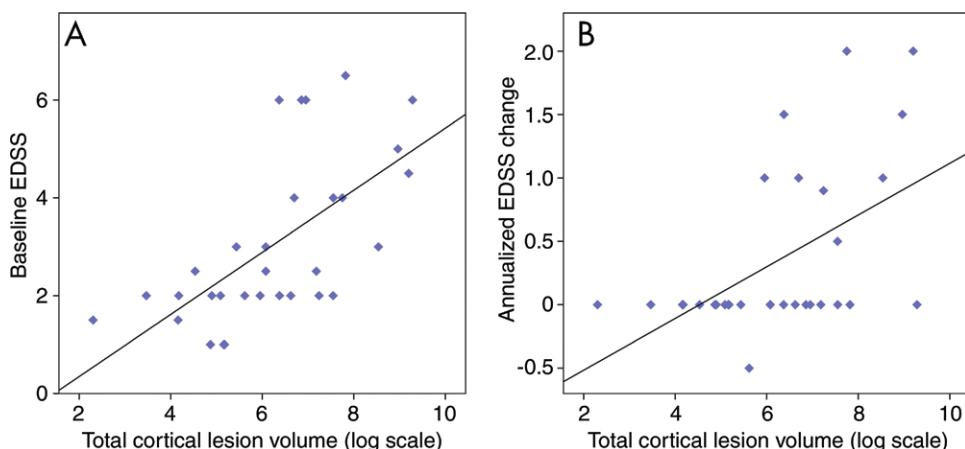 A
Baseline EDSS
6
4
2
0
2 4 6 8 10
Total cortical lesion volume (log scale)
B
Annualized EDSS change
2.0
1.5
1.0
0.5
0
-0.5
2 4 6 8 10
Total cortical lesion volume (log scale)